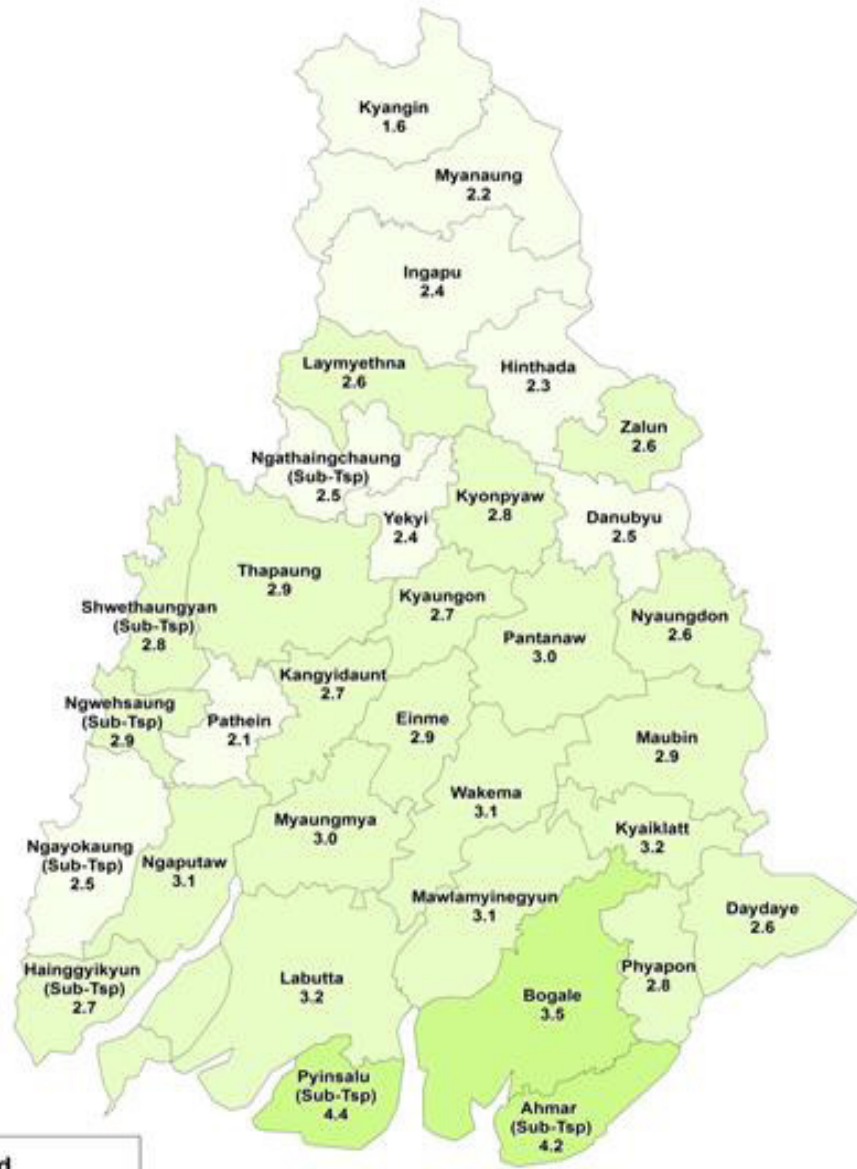 Kyangin
1.6
Myanaung
2.2
Ingapu
2.4
Laymyethna
2.6
Hinthada
2.3
Zalun
2.6
Ngathaingchaung
(Sub-Tsp)
2.5
Yekyi
2.4
Kyonpyaw
2.8
Danubyu
2.5
Thapaung
2.9
Shwethaungyan
(Sub-Tsp)
2.8
Kyaungon
2.7
Pantanaw
3.0
Nyaungdon
2.6
Kangyidaunt
2.7
Ngwehsaung
(Sub-Tsp)
2.9
Pathein
2.1
Einme
2.9
Maubin
2.9
Wakema
3.1
Myaungmya
3.0
Kyaiklatt
3.2
Ngayokaung
(Sub-Tsp)
2.5
Ngaputaw
3.1
Mawlamyinegyun
3.1
Daydaye
2.6
Hainggyikyun
(Sub-Tsp)
2.7
Labutta
3.2
Phyapon
2.8
Bogale
3.5
Pyinsalu
(Sub-Tsp)
4.4
Ahmar
(Sub-Tsp)
4.2